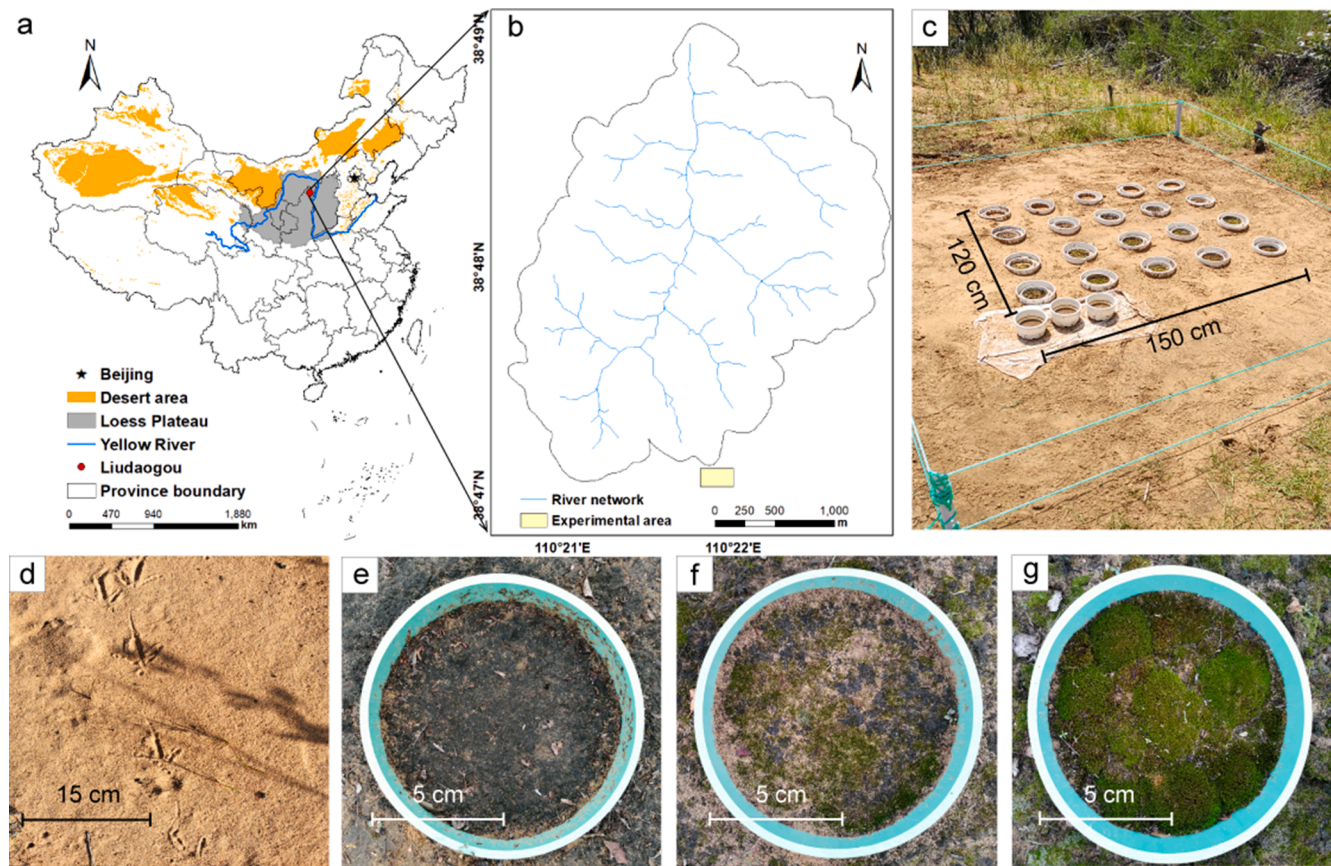 a
N
Beijing
Desert area
Loess Plateau
Yellow River
Liudaogou
Province boundary
0 470 940 1,880
km
b
N
38°49'N
38°48'N
38°47'N
River network
Experimental area
0 250 500 1,000
m
110°21'E 110°22'E
c
120 cm
150 cm
d
15 cm
e
5 cm
f
5 cm
g
5 cm